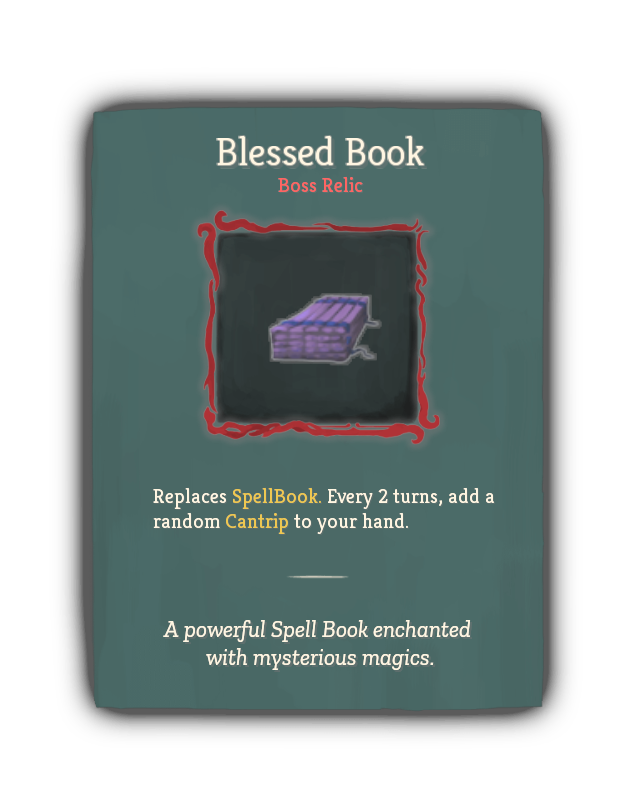 Blessed Book
Boss Relic
Replaces SpellBook. Every 2 turns, add a
random Cantrip to your hand.
A powerful Spell Book enchanted
with mysterious magics.